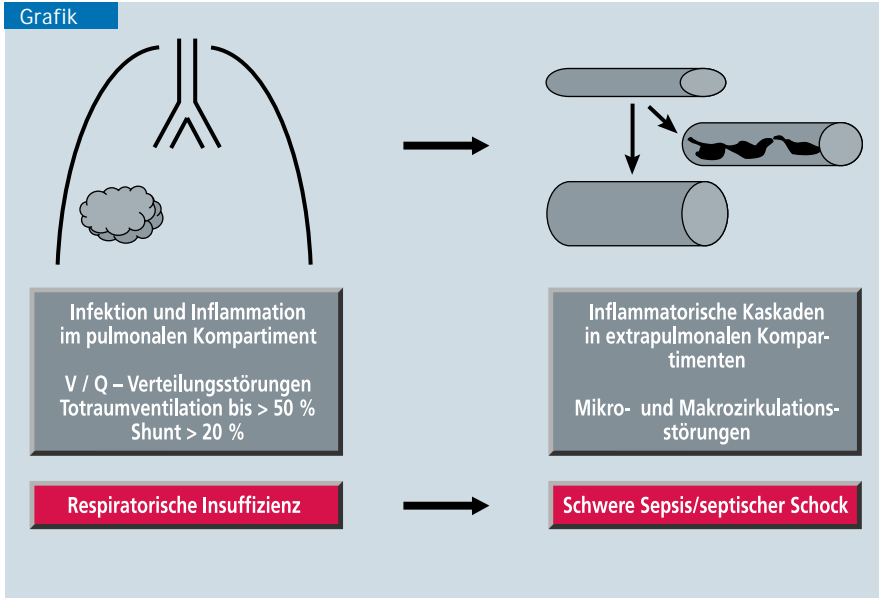 Grafik
Infektion und Inflammation
im pulmonalen Kompartiment
V / Q – Verteilungsstörungen
Totraumventilation bis > 50 %
Shunt > 20 %
Inflammatorische Kaskaden
in extrapulmonalen Kompar-
timenten
Mikro- und Makrozirkulations-
störungen
Respiratorische Insuffizienz
Schwere Sepsis/septischer Schock